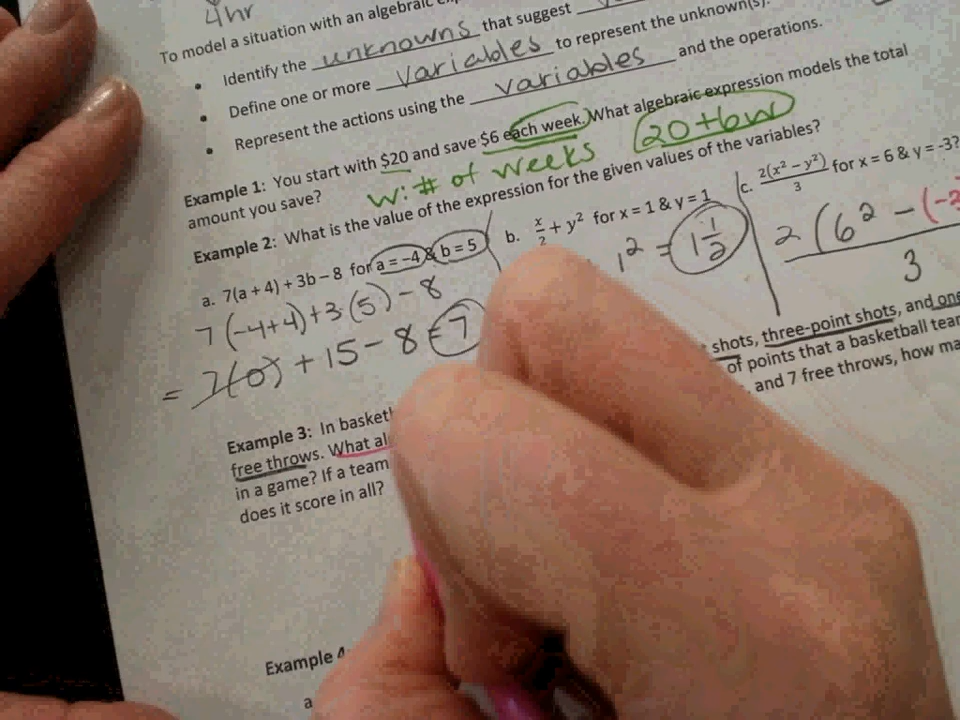 4hr
To model a situation with an algebraic
• Identify the unknowns that suggest
• Define one or more variables to represent the unknown(s).
• Represent the actions using the variables and the operations.
Example 1: You start with $20 and save $6 each week. What algebraic expression models the total
amount you save? w: # of weeks 20+6w
Example 2: What is the value of the expression for the given values of the variables?
a. 7(a + 4) + 3b – 8 for a = –4 & b = 5 b. x/2 + y² for x = 1 & y = 1 c. 2(x² – y²)/3 for x = 6 & y = -3?
7(-4+4)+3(5)-8 1² = 1 1/2 2(6² - (-3
3
= 7(0) + 15 - 8 = 7
shots, three-point shots, and one
Example 3: In basket of points that a basketball team
free throws. What al and 7 free throws, how ma
in a game? If a team
does it score in all?
Example 4
a